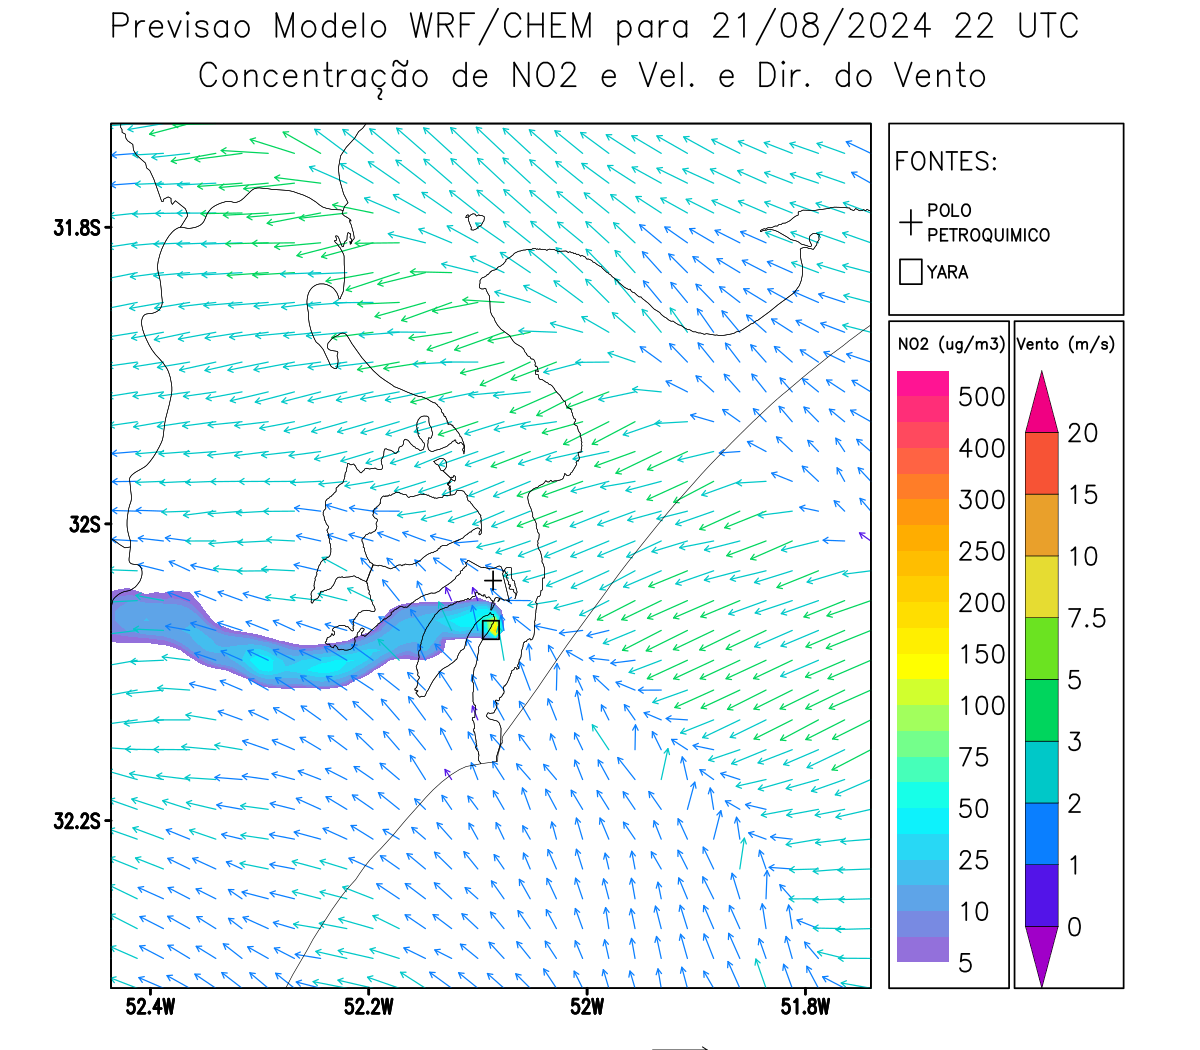 Previsao Modelo WRF/CHEM para 21/08/2024 22 UTC
Concentração de NO2 e Vel. e Dir. do Vento
FONTES:
POLO
PETROQUIMICO
YARA
31.8S
32S
32.2S
52.4W
52.2W
52W
51.8W
NO2 (ug/m3)
500
400
300
250
200
150
100
75
50
25
10
5
Vento (m/s)
20
15
10
7.5
5
3
2
1
0